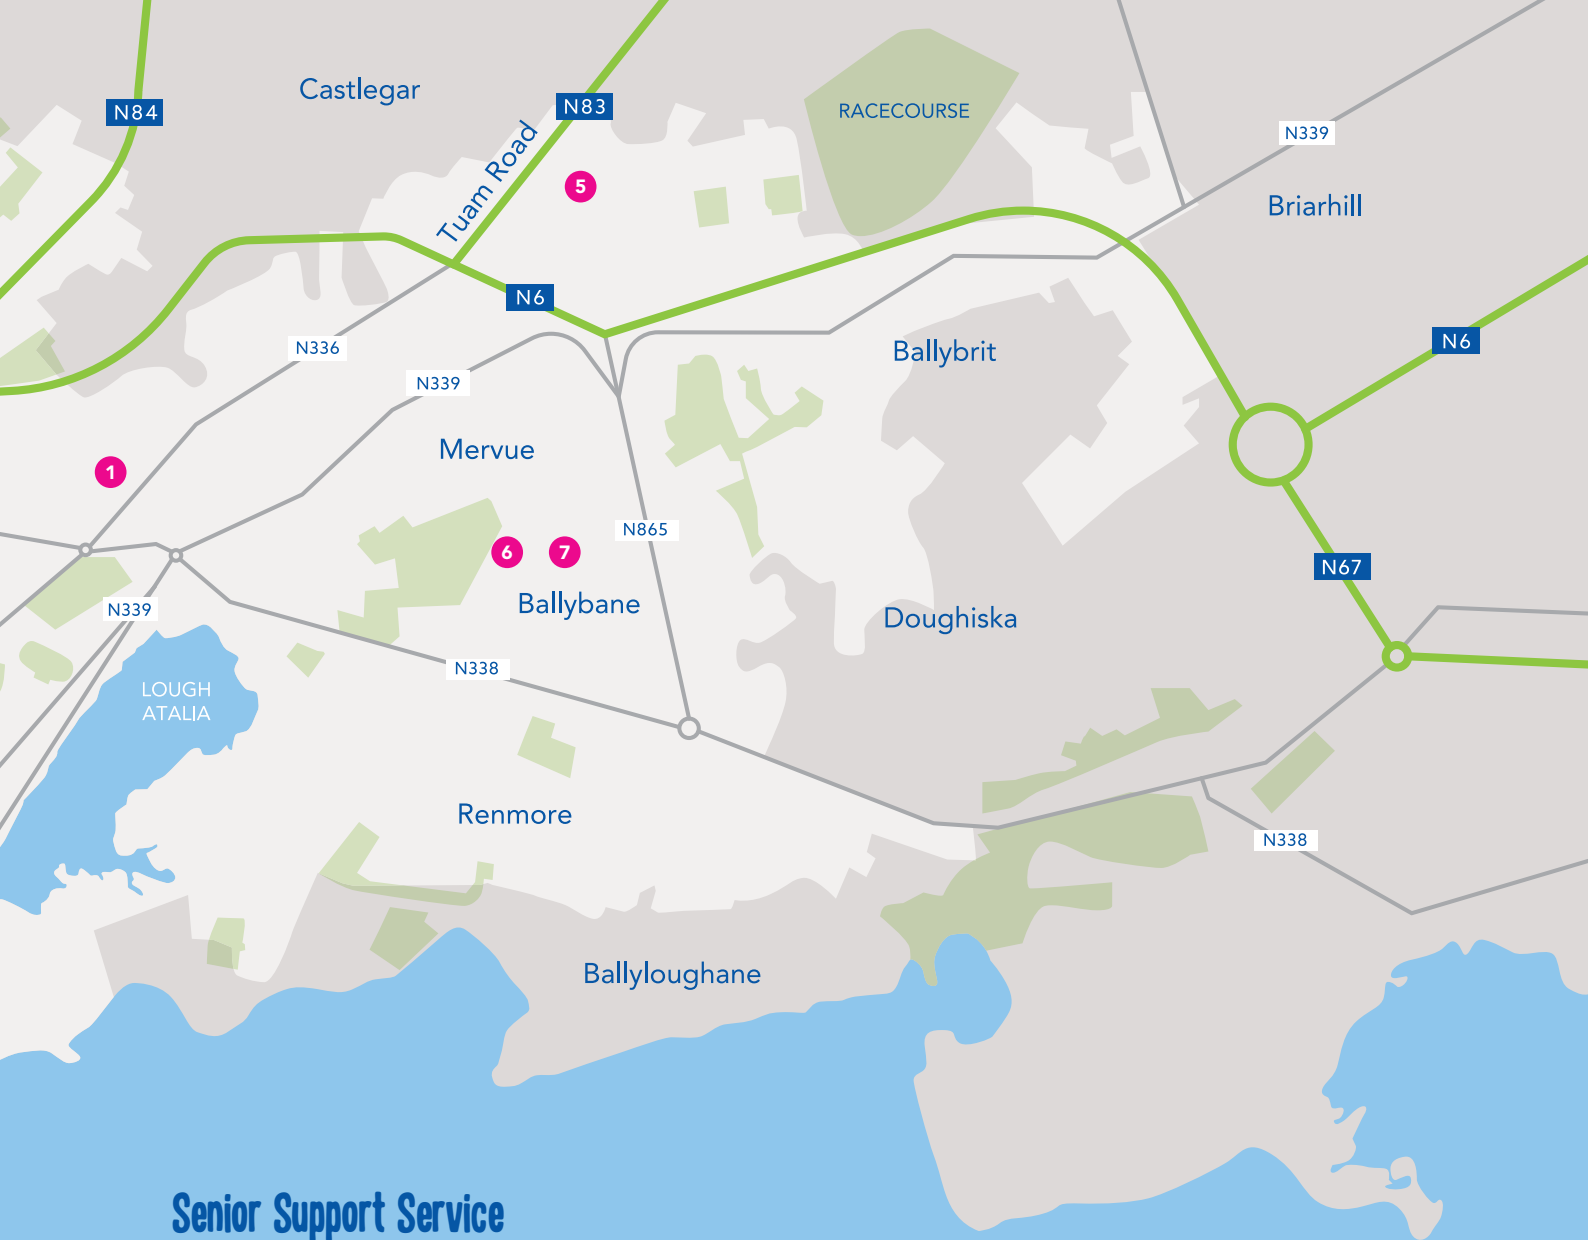 Castlegar
N84
N83
RACECOURSE
N339
Tuam Road
5
Briarhill
N6
N336
N339
Ballybrit
N6
Mervue
1
N865
6
7
N67
Ballybane
N339
Doughiska
N338
LOUGH
ATALIA
Renmore
N338
Ballyloughane
Senior Support Service